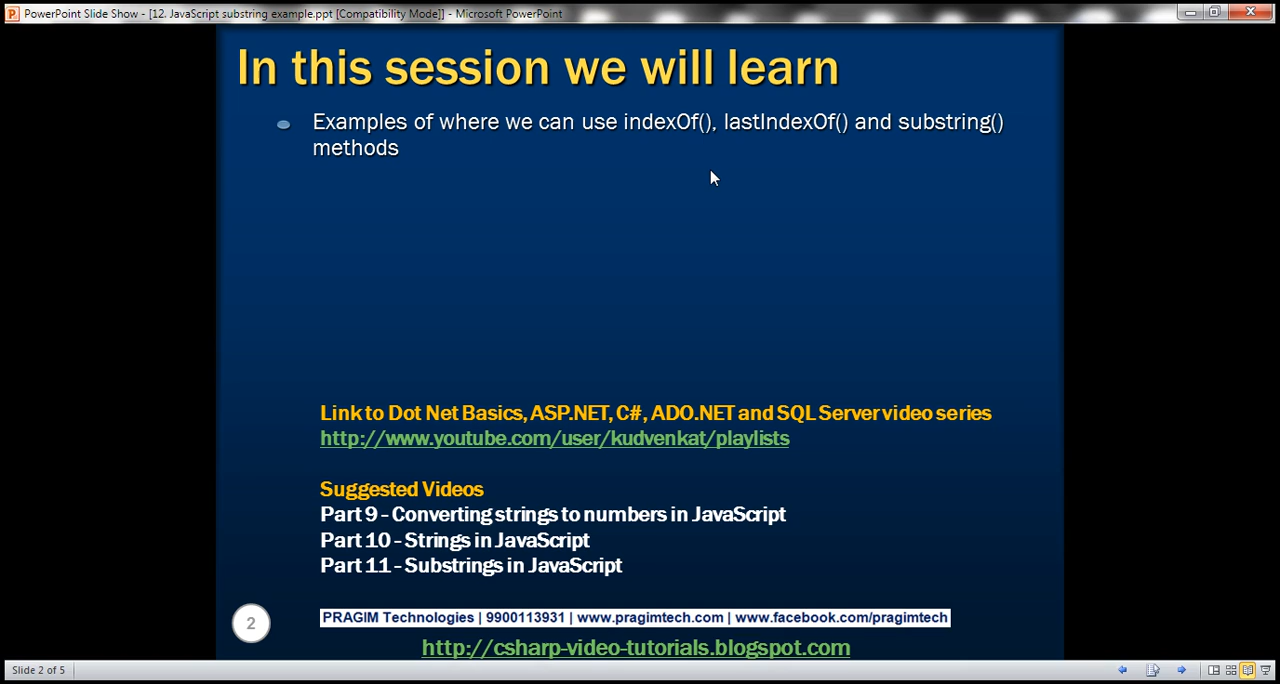 PowerPoint Slide Show - [12. JavaScript substring example.ppt [Compatibility Mode]] - Microsoft PowerPoint
In this session we will learn
Examples of where we can use indexOf(), lastIndexOf() and substring()
methods
Link to Dot Net Basics, ASP.NET, C#, ADO.NET and SQL Server video series
http://www.youtube.com/user/kudvenkat/playlists
Suggested Videos
Part 9 - Converting strings to numbers in JavaScript
Part 10 - Strings in JavaScript
Part 11 - Substrings in JavaScript
2
PRAGIM Technologies | 9900113931 | www.pragimtech.com | www.facebook.com/pragimtech
http://csharp-video-tutorials.blogspot.com
Slide 2 of 5